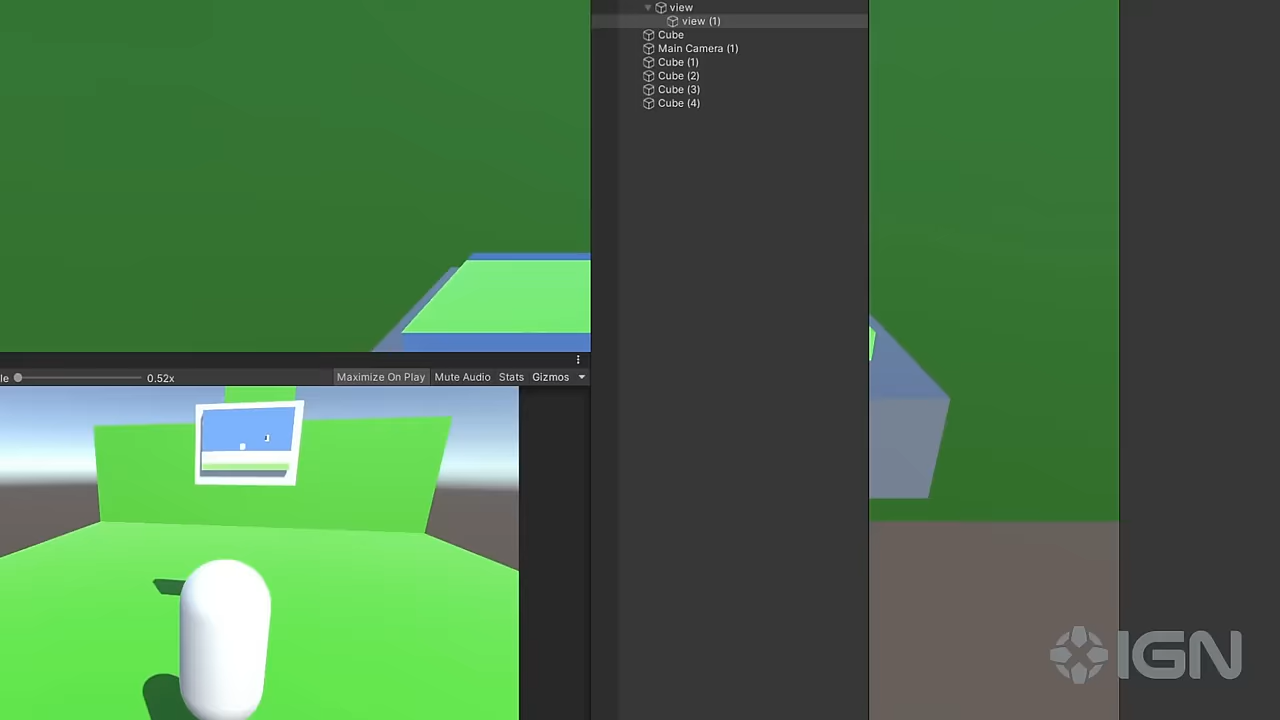 view
view (1)
Cube
Main Camera (1)
Cube (1)
Cube (2)
Cube (3)
Cube (4)
le 0.52x Maximize On Play Mute Audio Stats Gizmos
IGN